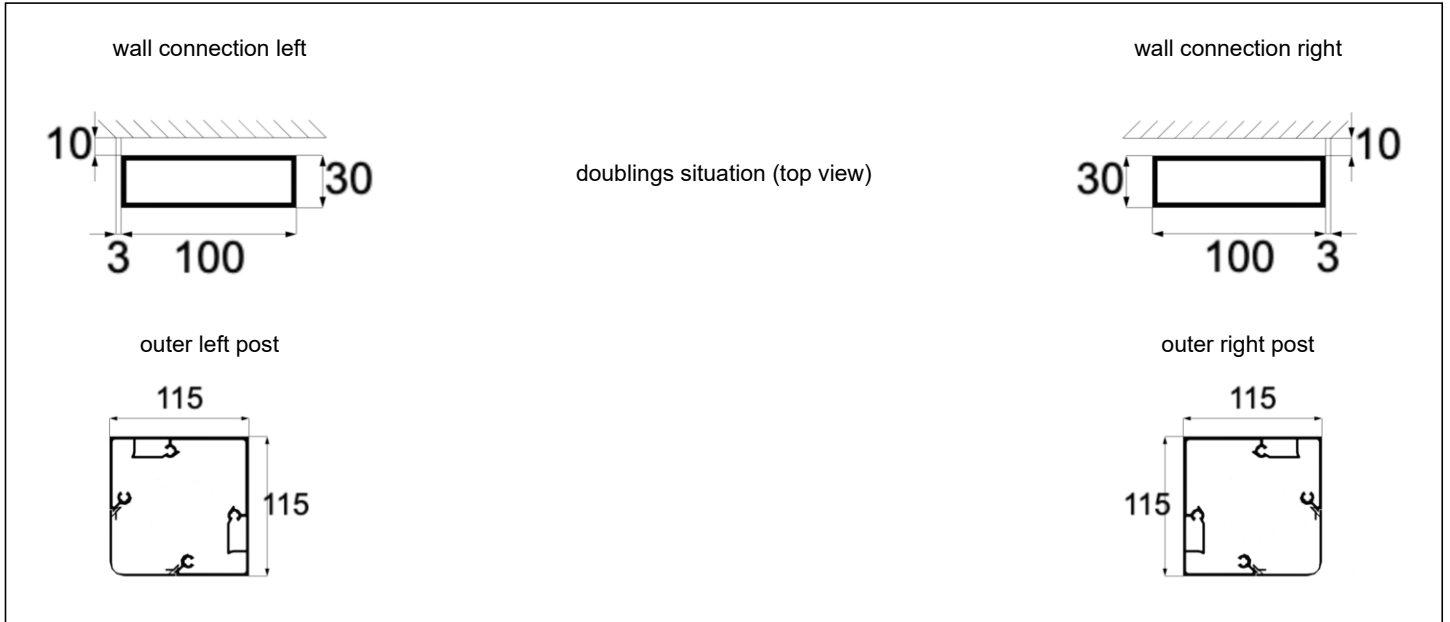 wall connection left
wall connection right
10
30
3 100
doublings situation (top view)
10
30
100 3
outer left post
outer right post
115
115
115
115